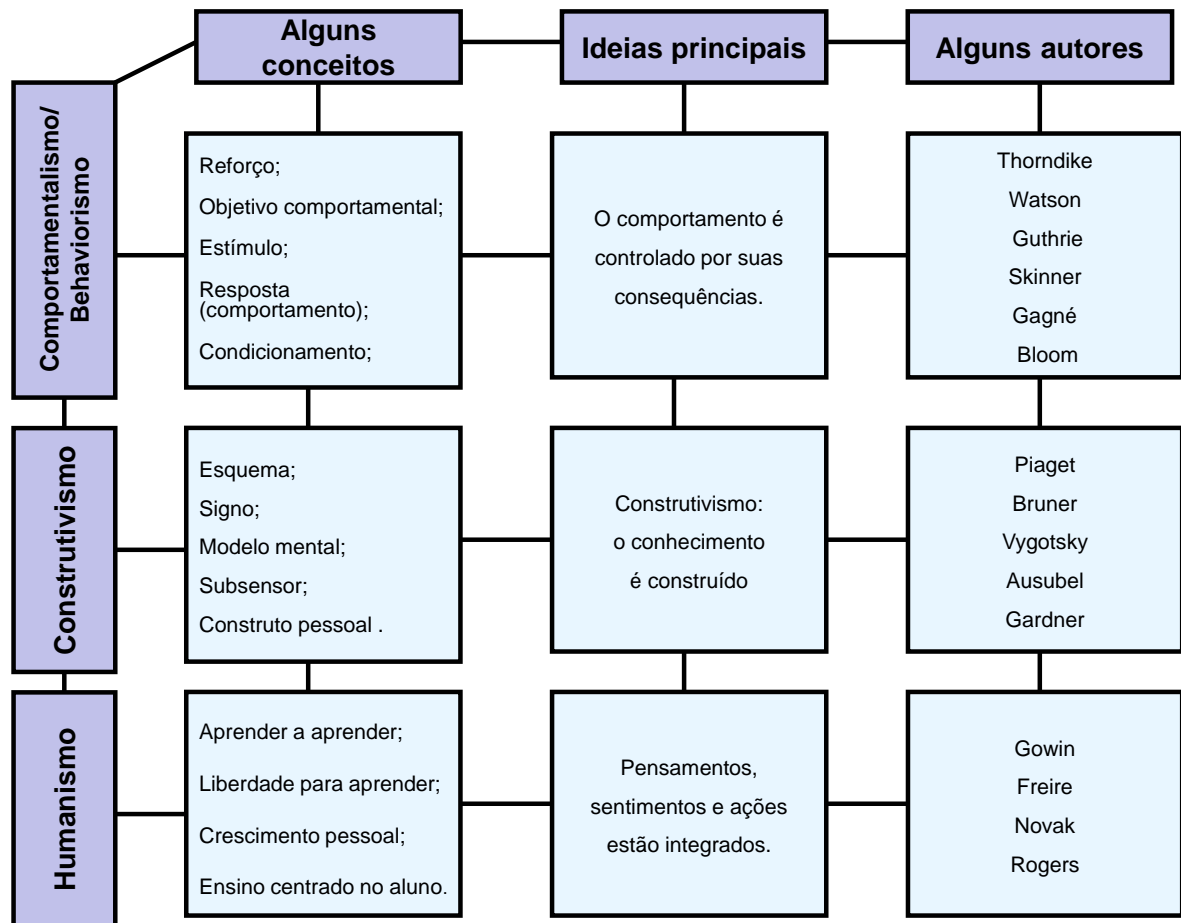 Alguns
conceitos
Ideias principais
Alguns autores
Comportamentalismo/
Behaviorismo
Reforço;
Objetivo comportamental;
Estímulo;
Resposta
(comportamento);
Condicionamento;
O comportamento é
controlado por suas
consequências.
Thorndike
Watson
Guthrie
Skinner
Gagné
Bloom
Construtivismo
Esquema;
Signo;
Modelo mental;
Subsensor;
Construto pessoal .
Construtivismo:
o conhecimento
é construído
Piaget
Bruner
Vygotsky
Ausubel
Gardner
Humanismo
Aprender a aprender;
Liberdade para aprender;
Crescimento pessoal;
Ensino centrado no aluno.
Pensamentos,
sentimentos e ações
estão integrados.
Gowin
Freire
Novak
Rogers